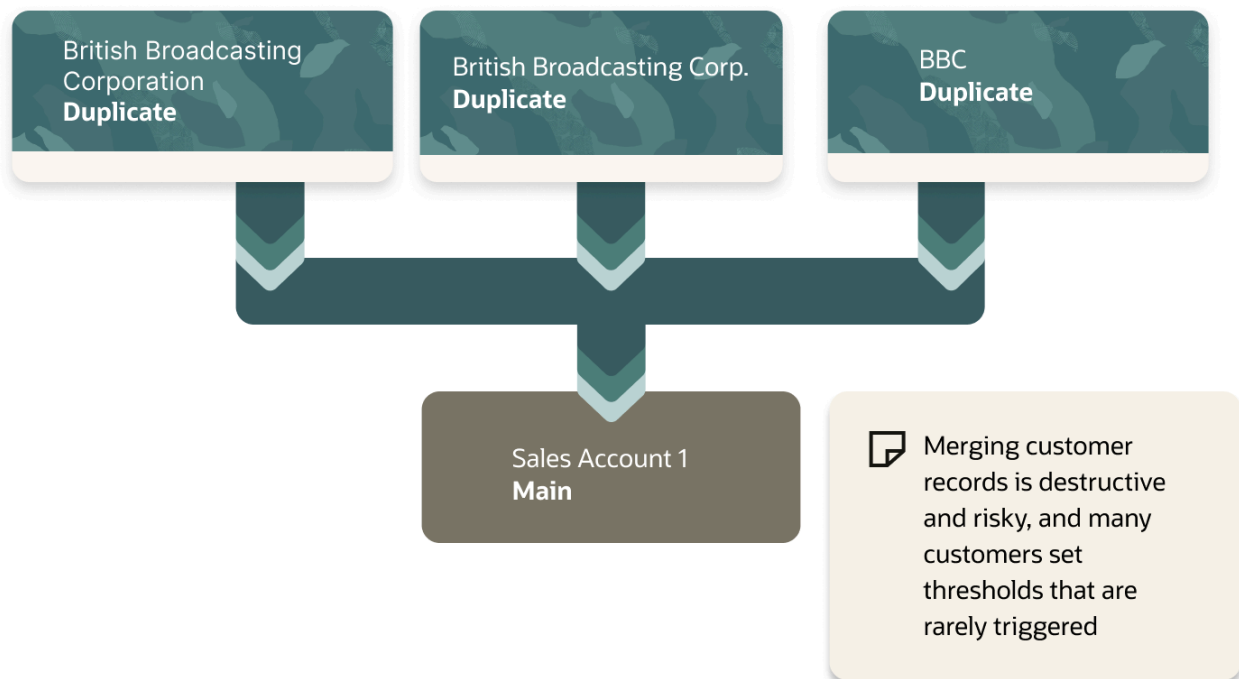 British Broadcasting
Corporation
Duplicate
British Broadcasting Corp.
Duplicate
BBC
Duplicate
Sales Account 1
Main
Merging customer
records is destructive
and risky, and many
customers set
thresholds that are
rarely triggered